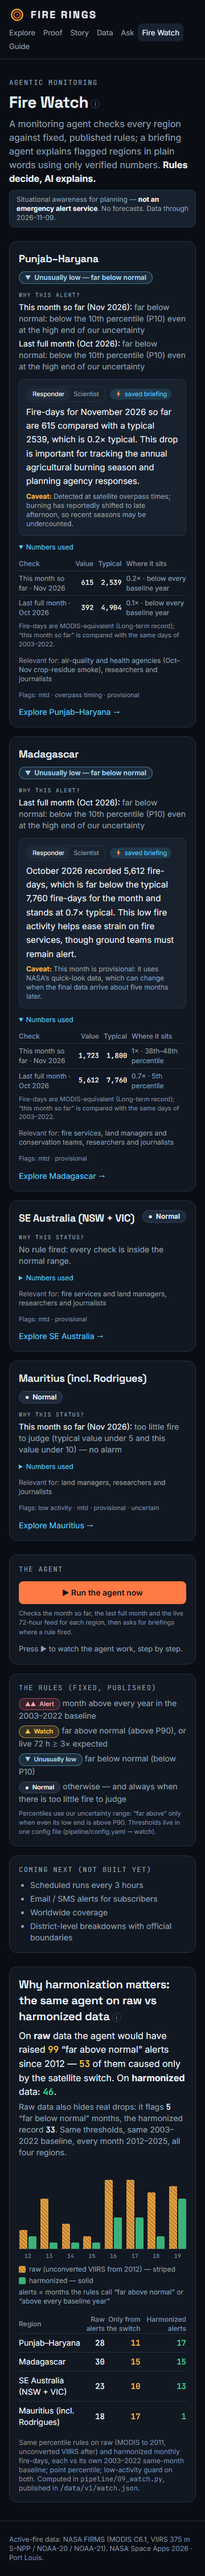 FIRE RINGS
Explore Proof Story Data Ask Fire Watch
Guide
AGENTIC MONITORING
Fire Watch
A monitoring agent checks every region
against fixed, published rules; a briefing
agent explains flagged regions in plain
words using only verified numbers. Rules
decide, AI explains.
Situational awareness for planning — not an
emergency alert service. No forecasts. Data through
2026-11-09.
Punjab–Haryana
▼ Unusually low — far below normal
WHY THIS ALERT?
This month so far (Nov 2026): far below
normal: below the 10th percentile (P10) even
at the high end of our uncertainty
Last full month (Oct 2026): far below
normal: below the 10th percentile (P10) even
at the high end of our uncertainty
Responder Scientist saved briefing
Fire-days for November 2026 so far
are 615 compared with a typical
2539, which is 0.2× typical. This drop
is important for tracking the annual
agricultural burning season and
planning agency responses.
Caveat: Detected at satellite overpass times;
burning has reportedly shifted to late
afternoon, so recent seasons may be
undercounted.
▼ Numbers used
Check Value Typical Where it sits
This month so far · Nov 2026 615 2,539 0.2× · below every baseline year
Last full month · Oct 2026 392 4,904 0.1× · below every baseline year
Fire-days are MODIS-equivalent (Long-term record);
"this month so far" is compared with the same days of
2003–2022.
Relevant for: air-quality and health agencies (Oct–
Nov crop-residue smoke), researchers and
journalists
Flags: mtd · overpass timing · provisional
Explore Punjab–Haryana →
Madagascar
▼ Unusually low — far below normal
WHY THIS ALERT?
Last full month (Oct 2026): far below
normal: below the 10th percentile (P10) even
at the high end of our uncertainty
Responder Scientist saved briefing
October 2026 recorded 5,612 fire-
days, which is far below the typical
7,760 fire-days for the month and
stands at 0.7× typical. This low fire
activity helps ease strain on fire
services, though ground teams must
remain alert.
Caveat: This month is provisional: it uses
NASA's quick-look data, which can change
when the final data arrive about five months
later.
▼ Numbers used
Check Value Typical Where it sits
This month so far · Nov 2026 1,723 1,800 1× · 38th–48th percentile
Last full month · Oct 2026 5,612 7,760 0.7× · 5th percentile
Fire-days are MODIS-equivalent (Long-term record);
"this month so far" is compared with the same days of
2003–2022.
Relevant for: fire services, land managers and
conservation teams, researchers and journalists
Flags: mtd · provisional
Explore Madagascar →
SE Australia (NSW + VIC) ● Normal
WHY THIS STATUS?
No rule fired: every check is inside the
normal range.
▶ Numbers used
Relevant for: fire services and land managers,
researchers and journalists
Flags: mtd · provisional
Explore SE Australia →
Mauritius (incl. Rodrigues)
● Normal
WHY THIS STATUS?
This month so far (Nov 2026): too little fire
to judge (typical value under 5 and this
value under 10) — no alarm
▶ Numbers used
Relevant for: land managers, researchers and
journalists
Flags: low activity · mtd · provisional · uncertain
Explore Mauritius →
THE AGENT
▶ Run the agent now
Checks the month so far, the last full month and the live
72-hour feed for each region, then asks for briefings
where a rule fired.
Press ▶ to watch the agent work, step by step.
THE RULES (FIXED, PUBLISHED)
▲▲ Alert month above every year in the
2003–2022 baseline
▲ Watch far above normal (above P90), or
live 72 h ≥ 3× expected
▼ Unusually low far below normal (below
P10)
● Normal otherwise — and always when
there is too little fire to judge
Percentiles use our uncertainty range: "far above" only
when even its low end is above P90. Thresholds live in
one config file (pipeline/config.yaml → watch).
COMING NEXT (NOT BUILT YET)
• Scheduled runs every 3 hours
• Email / SMS alerts for subscribers
• Worldwide coverage
• District-level breakdowns with official
boundaries
Why harmonization matters:
the same agent on raw vs
harmonized data
On raw data the agent would have
raised 99 "far above normal" alerts
since 2012 — 53 of them caused only
by the satellite switch. On harmonized
data: 46.
Raw data also hides real drops: it flags 5
"far below normal" months, the harmonized
record 33. Same thresholds, same 2003–
2022 baseline, every month 2012–2025, all
four regions.
12 13 14 15 16 17 18 19
raw (unconverted VIIRS from 2012) — striped
harmonized — solid
alerts = months the rules call "far above normal" or
"above every baseline year"
Region Raw alerts Only from the switch Harmonized alerts
Punjab–Haryana 28 11 17
Madagascar 30 15 15
SE Australia (NSW + VIC) 23 10 13
Mauritius (incl. Rodrigues) 18 17 1
Same percentile rules on raw (MODIS to 2011,
unconverted VIIRS after) and harmonized monthly
fire-days, each vs its own 2003–2022 same-month
baseline; point percentile; low-activity guard on
both. Computed in pipeline/09_watch.py,
published in /data/v1/watch.json.
Active-fire data: NASA FIRMS (MODIS C6.1, VIIRS 375 m
S-NPP / NOAA-20 / NOAA-21). NASA Space Apps 2026 ·
Port Louis.